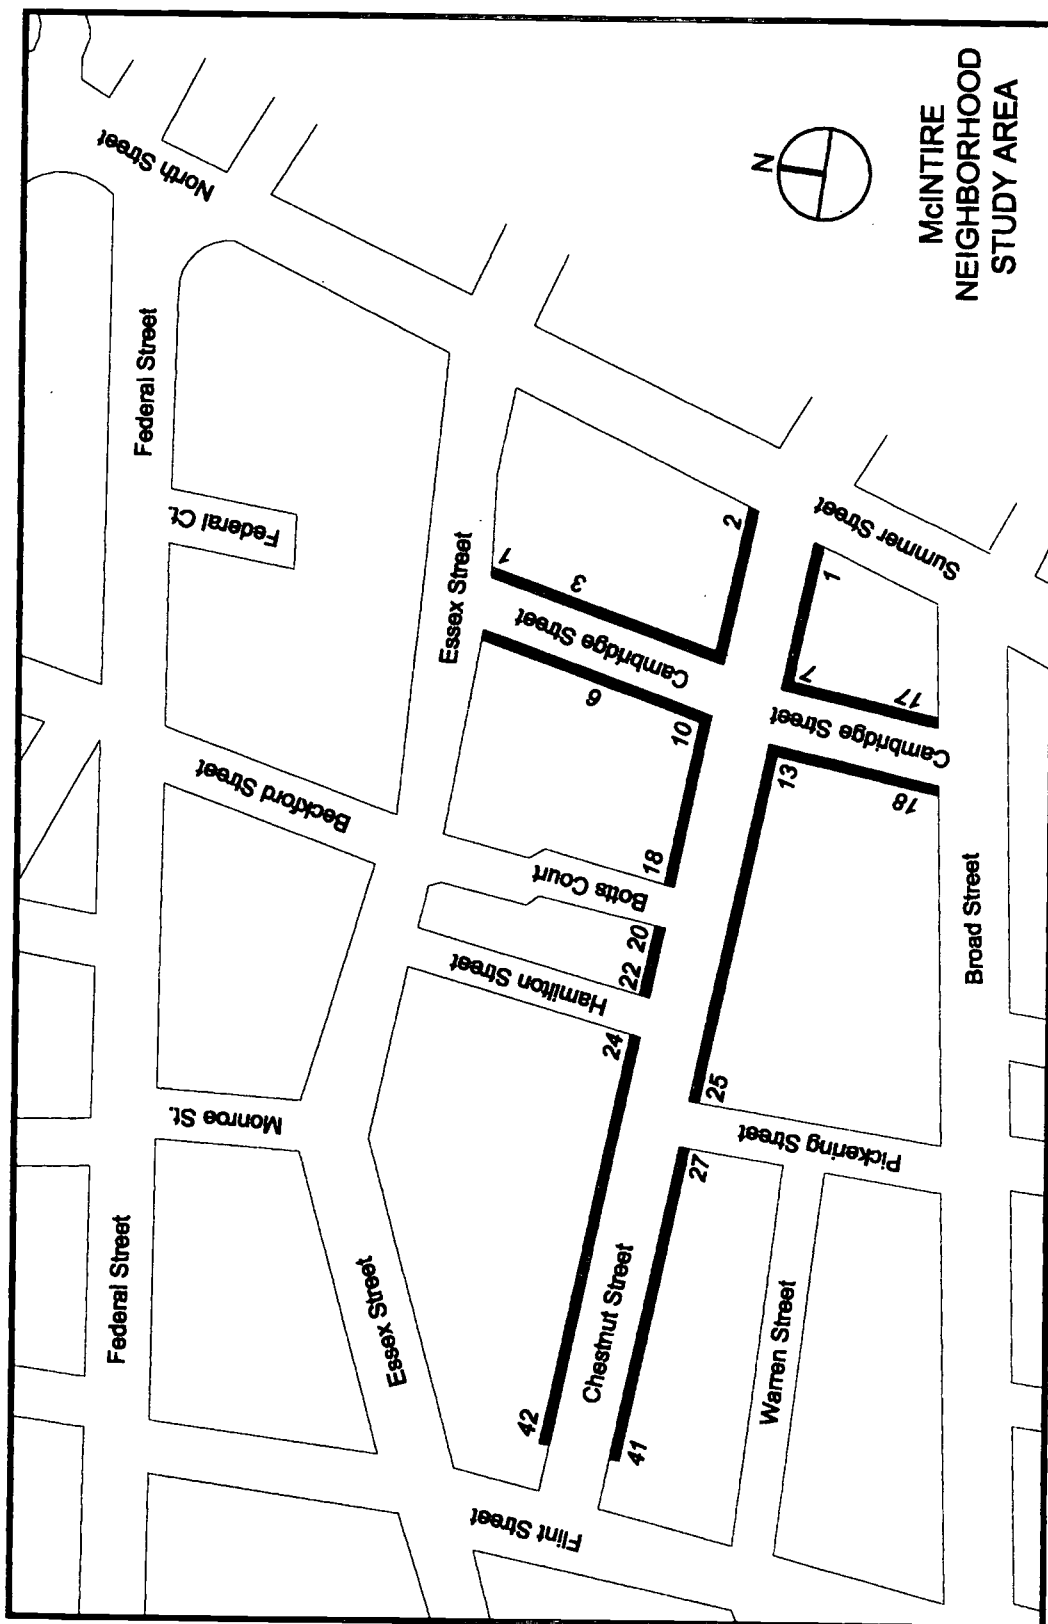 McINTIRE
NEIGHBORHOOD
STUDY AREA
N
North Street
Federal Street
Federal Ct.
Essex Street
1
3
Cambridge Street
2
Summer Street
1
7
17
Cambridge Street
6
10
18
13
18
Beckford Street
Botts Court
20
22
Hamilton Street
24
25
Broad Street
Monroe St.
Pickering Street
27
Federal Street
Essex Street
Chestnut Street
Warren Street
42
41
Flint Street